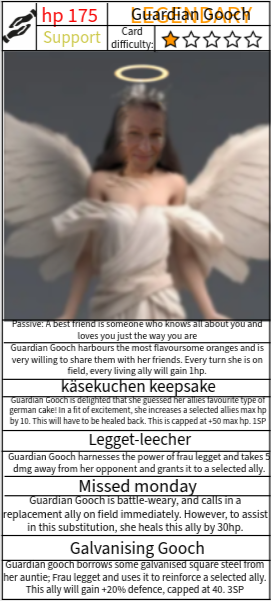 hp 175
LEGENDARY
Guardian Gooch
Support
Card
difficulty:
Passive: A best friend is someone who knows all about you and
loves you just the way you are
Guardian Gooch harbours the most flavoursome oranges and is
very willing to share them with her friends. Every turn she is on
field, every living ally will gain 1hp.
käsekuchen keepsake
Guardian Gooch is delighted that she guessed her allies favourite type of
german cake! In a fit of excitement, she increases a selected allies max hp
by 10. This will have to be healed back. This is capped at +50 max hp. 1SP
Legget-leecher
Guardian Gooch harnesses the power of frau legget and takes 5
dmg away from her opponent and grants it to a selected ally.
Missed monday
Guardian Gooch is battle-weary, and calls in a
replacement ally on field immediately. However, to assist
in this substitution, she heals this ally by 30hp.
Galvanising Gooch
Guardian gooch borrows some galvanised square steel from
her auntie; Frau legget and uses it to reinforce a selected ally.
This ally will gain +20% defence, capped at 40. 3SP